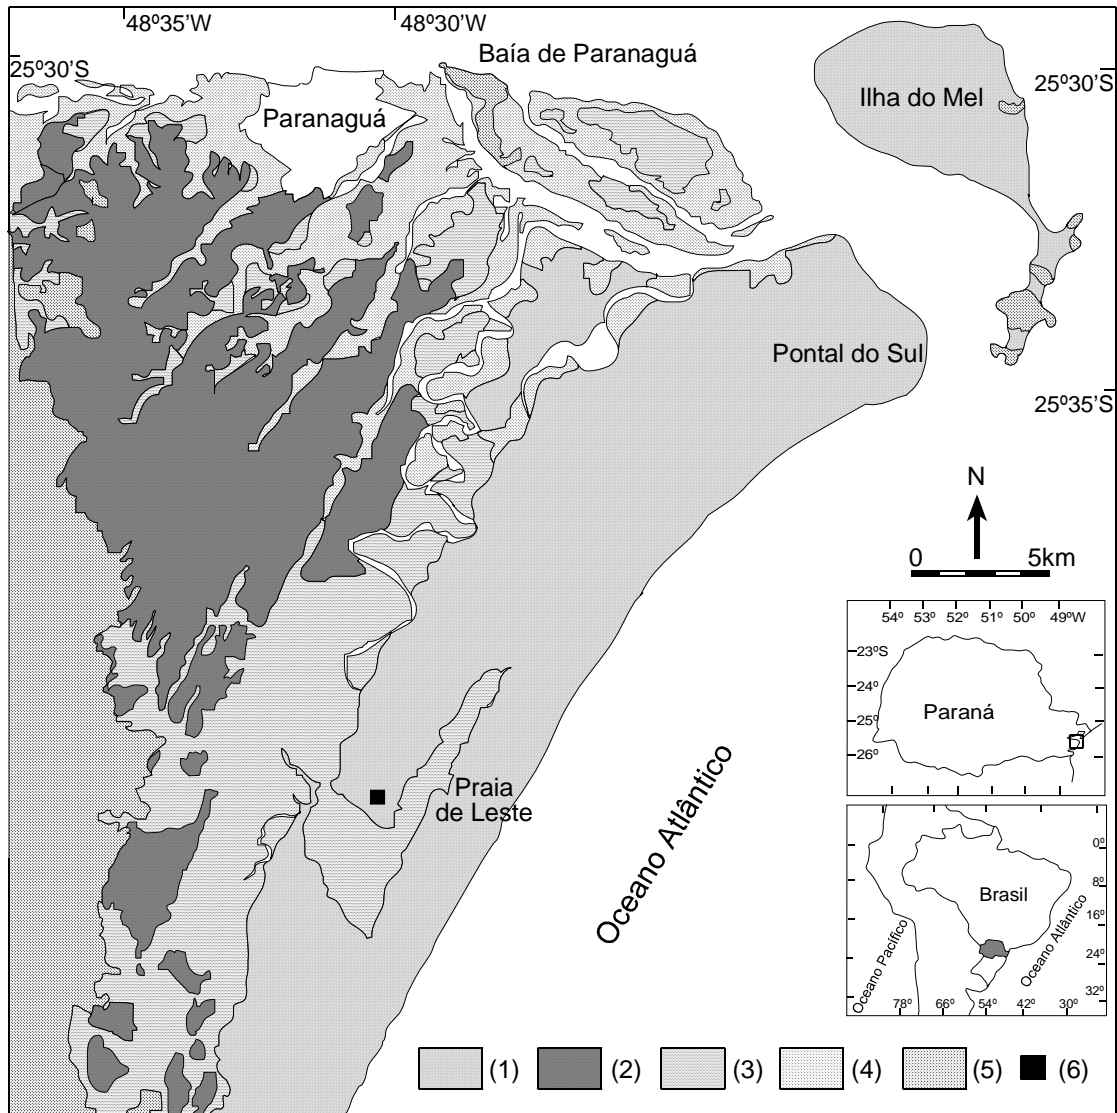 48º35'W
48º30'W
25º30'S
Baía de Paranaguá
25º30'S
Ilha do Mel
Paranaguá
Pontal do Sul
25º35'S
N
0 5km
54º 53º 52º 51º 50º 49ºW
23ºS
24º
25º
26º
Paraná
Praia
de Leste
Oceano Atlântico
Brasil
Oceano Pacífico
Oceano Atlântico
0º
8º
16º
24º
32º
78º 66º 54º 42º 30º
(1) (2) (3) (4) (5) (6)